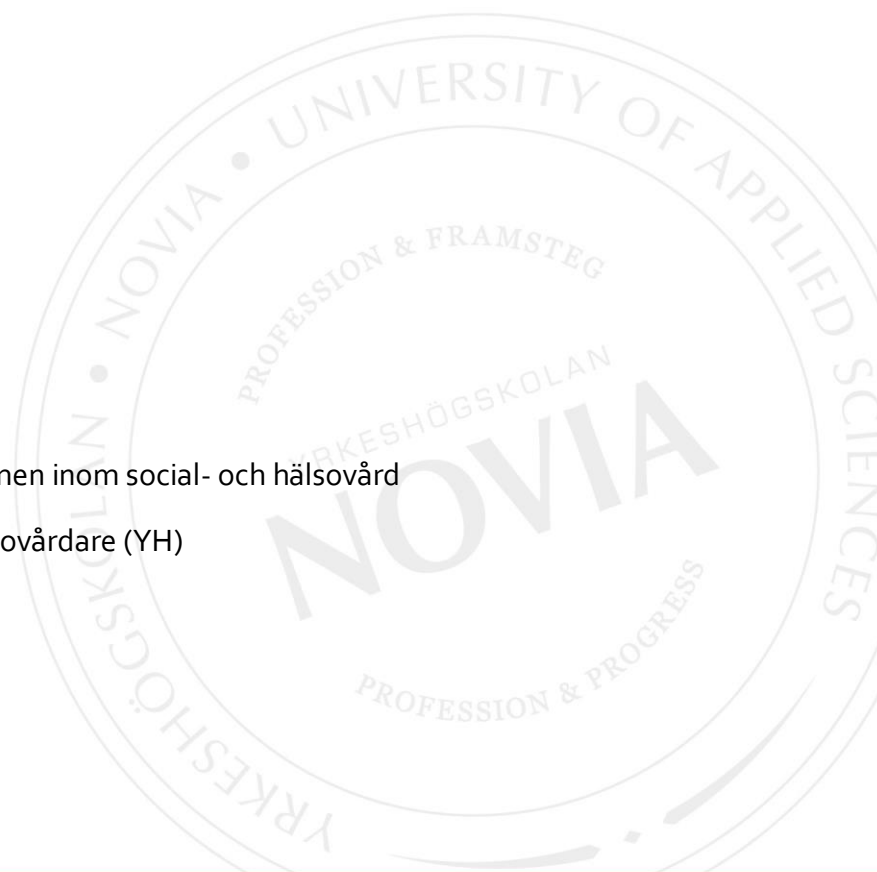 YRKESHÖGSKOLAN • NOVIA • UNIVERSITY OF APPLIED SCIENCES
PROFESSION & FRAMSTEG
YRKESHÖGSKOLAN
NOVIA
PROFESSION & PROGRESS
nen inom social- och hälsovård
ovårdare (YH)